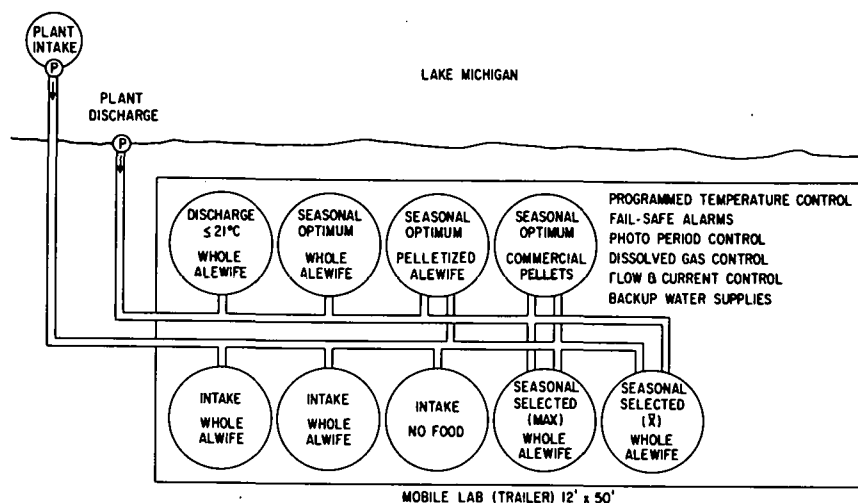 PLANT
INTAKE
P
LAKE MICHIGAN
PLANT
DISCHARGE
P
DISCHARGE
≤ 21°C
WHOLE
ALEWIFE
SEASONAL
OPTIMUM
WHOLE
ALEWIFE
SEASONAL
OPTIMUM
PELLETIZED
ALEWIFE
SEASONAL
OPTIMUM
COMMERCIAL
PELLETS
PROGRAMMED TEMPERATURE CONTROL
FAIL-SAFE ALARMS
PHOTO PERIOD CONTROL
DISSOLVED GAS CONTROL
FLOW & CURRENT CONTROL
BACKUP WATER SUPPLIES
INTAKE
WHOLE
ALWIFE
INTAKE
WHOLE
ALWIFE
INTAKE
NO FOOD
SEASONAL
SELECTED
(MAX)
WHOLE
ALEWIFE
SEASONAL
SELECTED
(X̄)
WHOLE
ALEWIFE
MOBILE LAB (TRAILER) 12' x 50'